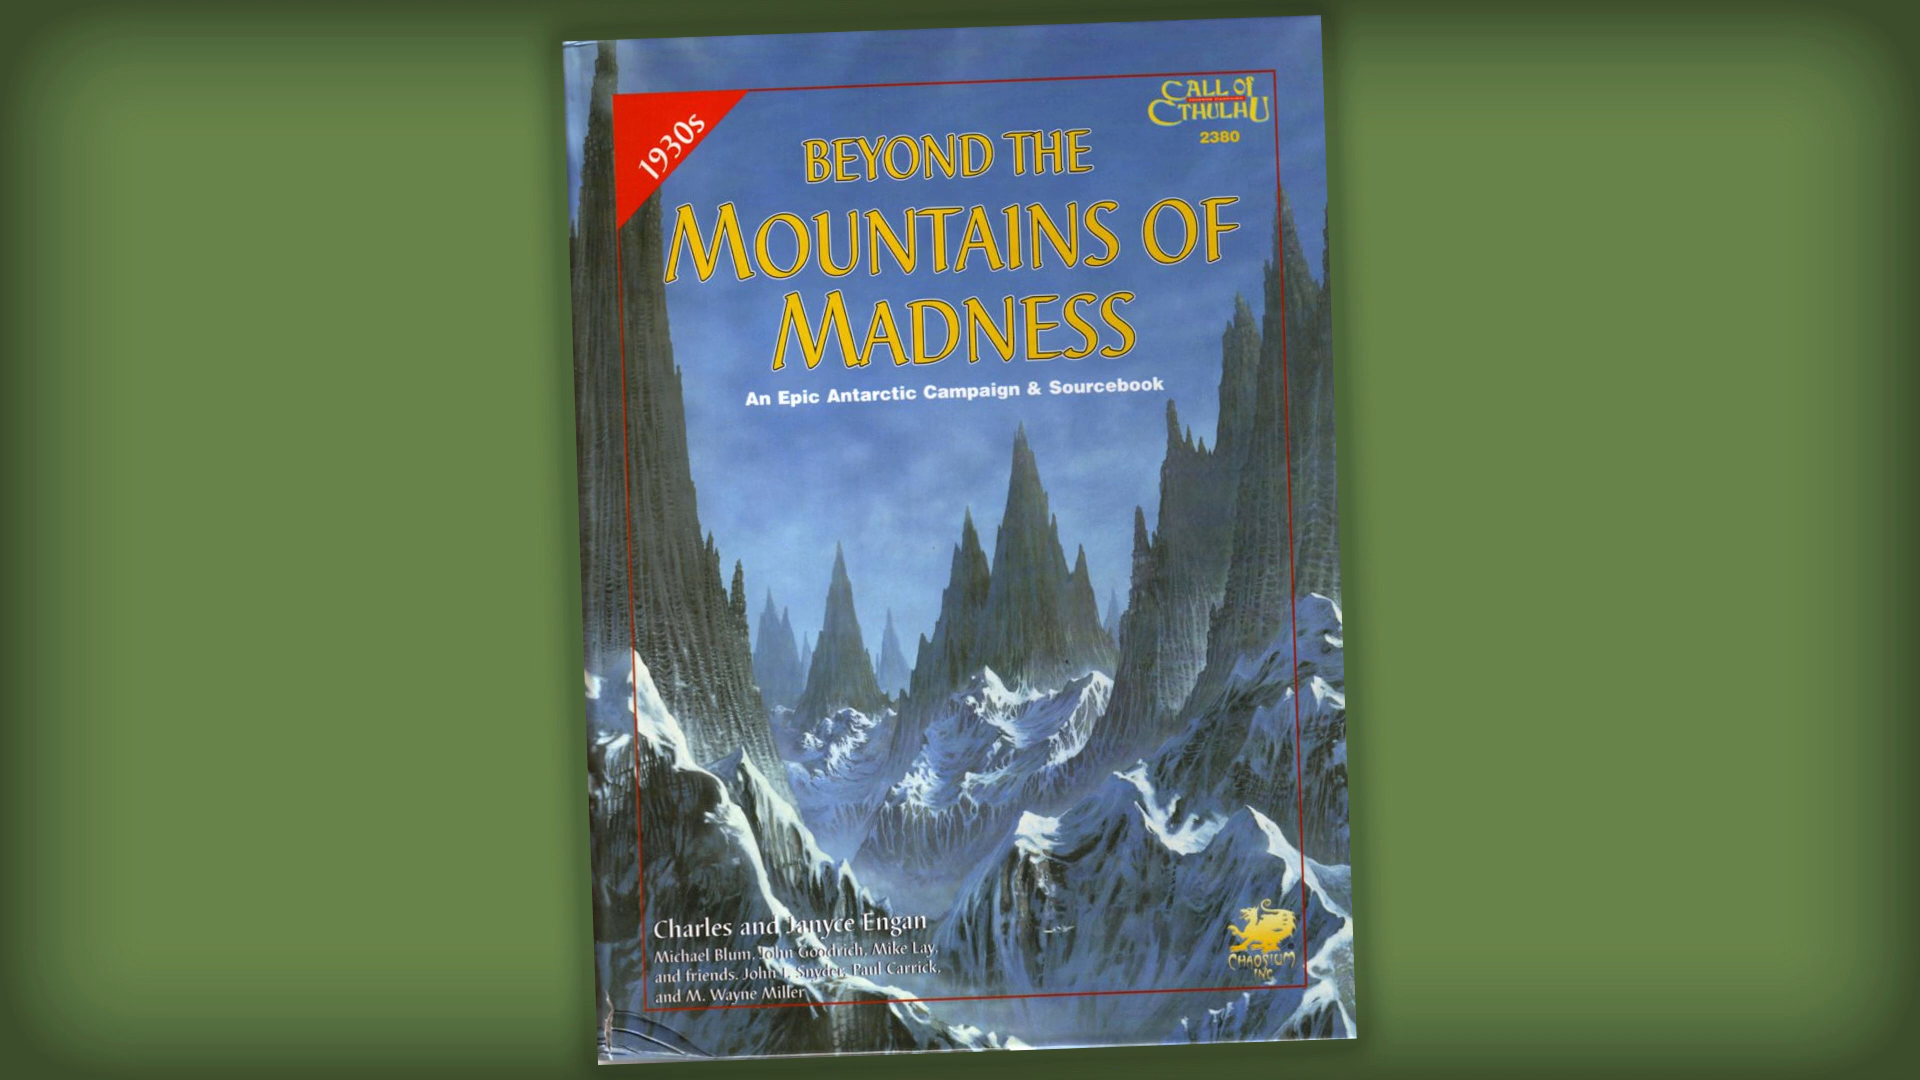 1930s
CALL of
CTHULHU
2380
BEYOND THE
MOUNTAINS OF
MADNESS
An Epic Antarctic Campaign & Sourcebook
Charles and Janyce Engan
Michael Blum, John Goodrich, Mike Lay,
and friends. John T. Snyder, Paul Carrick,
and M. Wayne Miller
CHAOSIUM
INC.